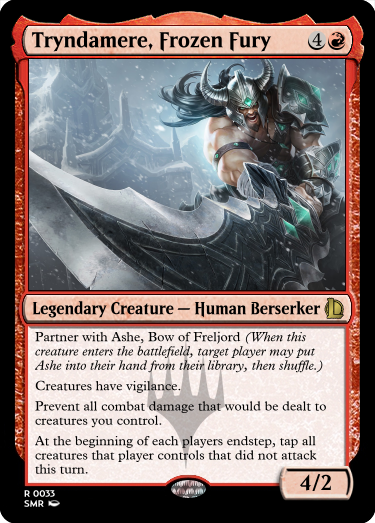 Tryndamere, Frozen Fury 4
Legendary Creature — Human Berserker
Partner with Ashe, Bow of Freljord (When this
creature enters the battlefield, target player may put
Ashe into their hand from their library, then shuffle.)
Creatures have vigilance.
Prevent all combat damage that would be dealt to
creatures you control.
At the beginning of each players endstep, tap all
creatures that player controls that did not attack
this turn.
4/2
R 0033
SMR